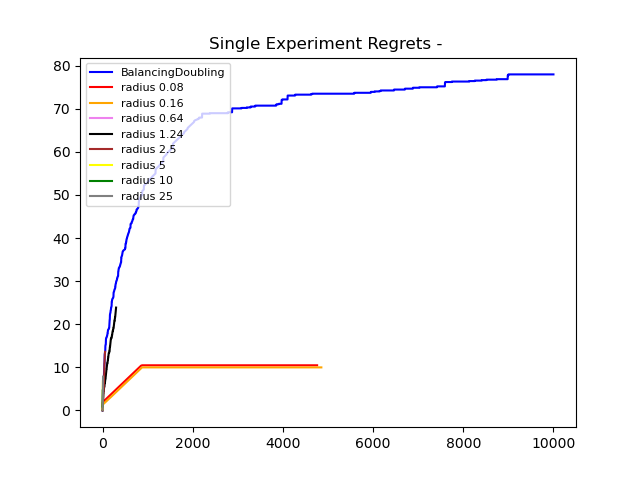 Single Experiment Regrets -
80
70
60
50
40
30
20
10
0
BalancingDoubling
radius 0.08
radius 0.16
radius 0.64
radius 1.24
radius 2.5
radius 5
radius 10
radius 25
0 2000 4000 6000 8000 10000